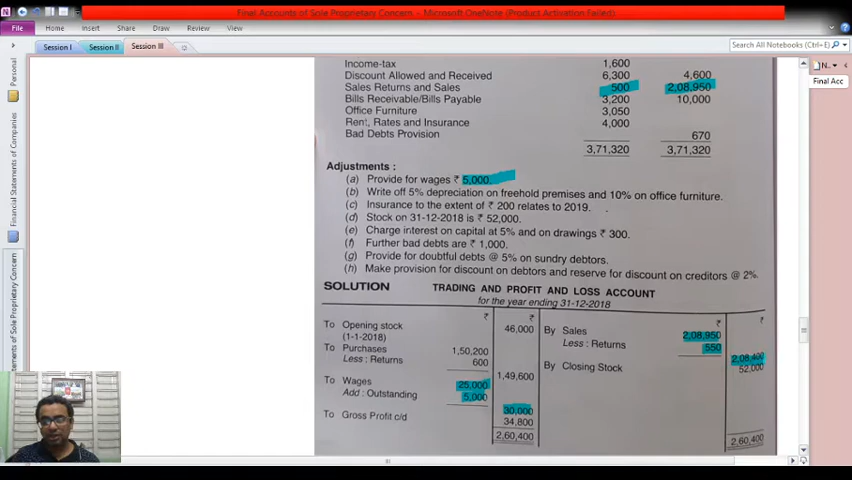 Final Accounts of Sole Proprietary Concern - Microsoft OneNote (Product Activation Failed)
File Home Insert Share Draw Review View
Session I Session II Session III Search All Notebooks (Ctrl+E)
Personal
Financial Statements of Companies
Final Accounts of Sole Proprietary Concern
N..
Final Acc
Income-tax 1,600
Discount Allowed and Received 6,300 4,600
Sales Returns and Sales 500 2,08,950
Bills Receivable/Bills Payable 3,200 10,000
Office Furniture 3,050
Rent, Rates and Insurance 4,000
Bad Debts Provision 670
3,71,320 3,71,320
Adjustments :
(a) Provide for wages ₹ 5,000.
(b) Write off 5% depreciation on freehold premises and 10% on office furniture.
(c) Insurance to the extent of ₹ 200 relates to 2019.
(d) Stock on 31-12-2018 is ₹ 52,000.
(e) Charge interest on capital at 5% and on drawings ₹ 300.
(f) Further bad debts are ₹ 1,000.
(g) Provide for doubtful debts @ 5% on sundry debtors.
(h) Make provision for discount on debtors and reserve for discount on creditors @ 2%.
SOLUTION TRADING AND PROFIT AND LOSS ACCOUNT
for the year ending 31-12-2018
₹ ₹ ₹ ₹
To Opening stock 46,000 By Sales 2,08,950
(1-1-2018) Less : Returns 550 2,08,400
To Purchases 1,50,200 By Closing Stock 52,000
Less : Returns 600 1,49,600
To Wages 25,000
Add : Outstanding 5,000 30,000
To Gross Profit c/d 34,800
2,60,400 2,60,400